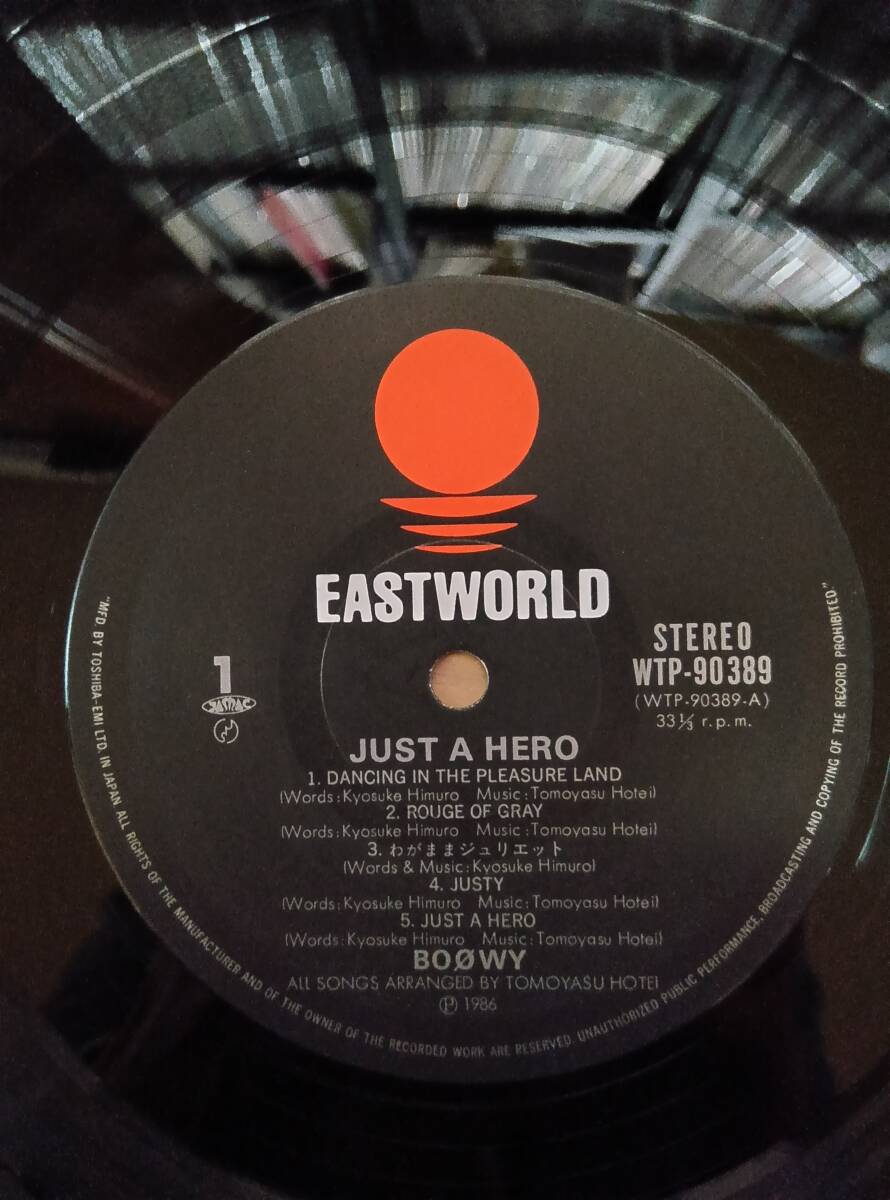 EASTWORLD
1
JASRAC
STEREO
WTP-90389
(WTP-90389-A)
33⅓ r.p.m.
JUST A HERO
1. DANCING IN THE PLEASURE LAND
(Words:Kyosuke Himuro Music:Tomoyasu Hotei)
2. ROUGE OF GRAY
(Words:Kyosuke Himuro Music:Tomoyasu Hotei)
3. わがままジュリエット
(Words & Music:Kyosuke Himuro)
4. JUSTY
(Words:Kyosuke Himuro Music:Tomoyasu Hotei)
5. JUST A HERO
(Words:Kyosuke Himuro Music:Tomoyasu Hotei)
BOØWY
ALL SONGS ARRANGED BY TOMOYASU HOTEI
Ⓟ 1986
"MFD. BY TOSHIBA-EMI LTD. IN JAPAN ALL RIGHTS OF THE MANUFACTURER AND OF THE OWNER OF THE RECORDED WORK ARE RESERVED. UNAUTHORIZED PUBLIC PERFORMANCE, BROADCASTING AND COPYING OF THE RECORD PROHIBITED."